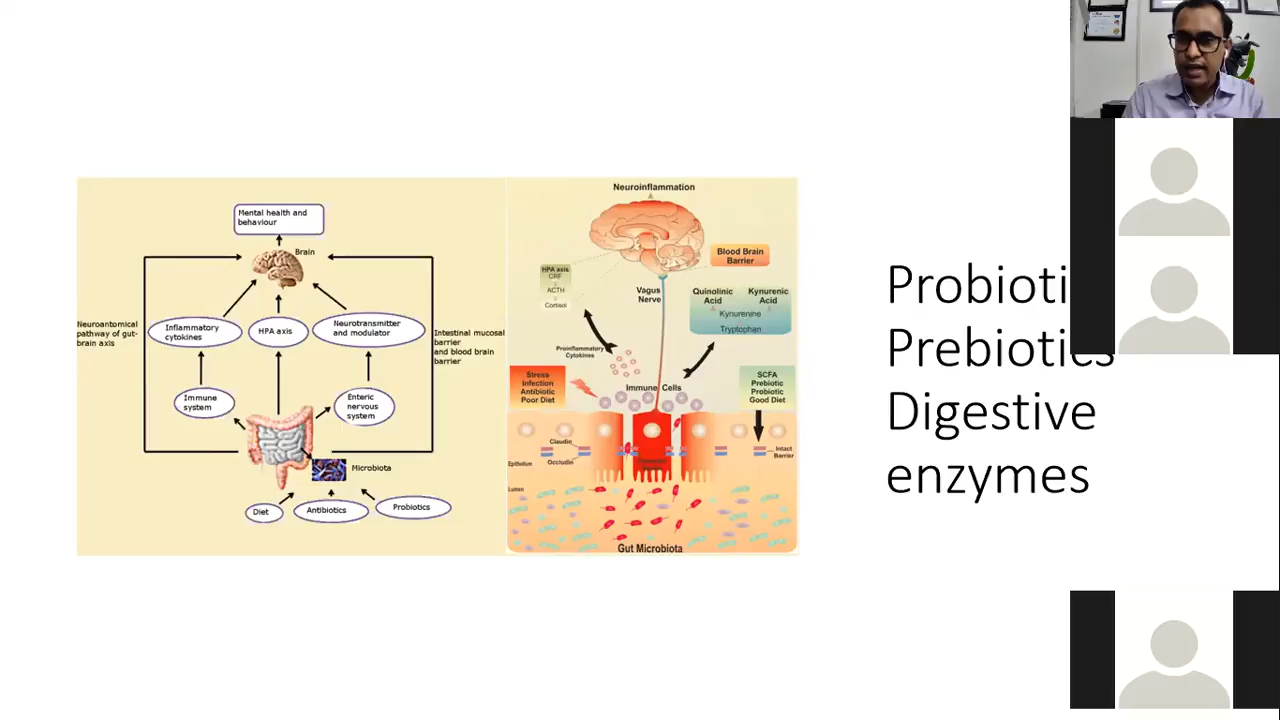 Mental health and
behaviour
Brain
Neuroantomical
pathway of gut-
brain axis
Inflammatory
cytokines
HPA axis
Neurotransmitter
and modulator
Intestinal mucosal
barrier
and blood brain
barrier
Immune
system
Enteric
nervous
system
Microbiota
Diet
Antibiotics
Probiotics
Neuroinflammation
Blood Brain
Barrier
HPA axis
CRF
ACTH
Cortisol
Vagus
Nerve
Quinolinic
Acid
Kynurenic
Acid
Kynurenine
Tryptophan
Proinflammatory
Cytokines
Stress
Infection
Antibiotic
Poor Diet
Immune Cells
SCFA
Prebiotic
Probiotic
Good Diet
Claudin
Occludin
Intact
Barrier
Epithelium
Lumen
Gut Microbiota
Probioti
Prebiotics
Digestive
enzymes